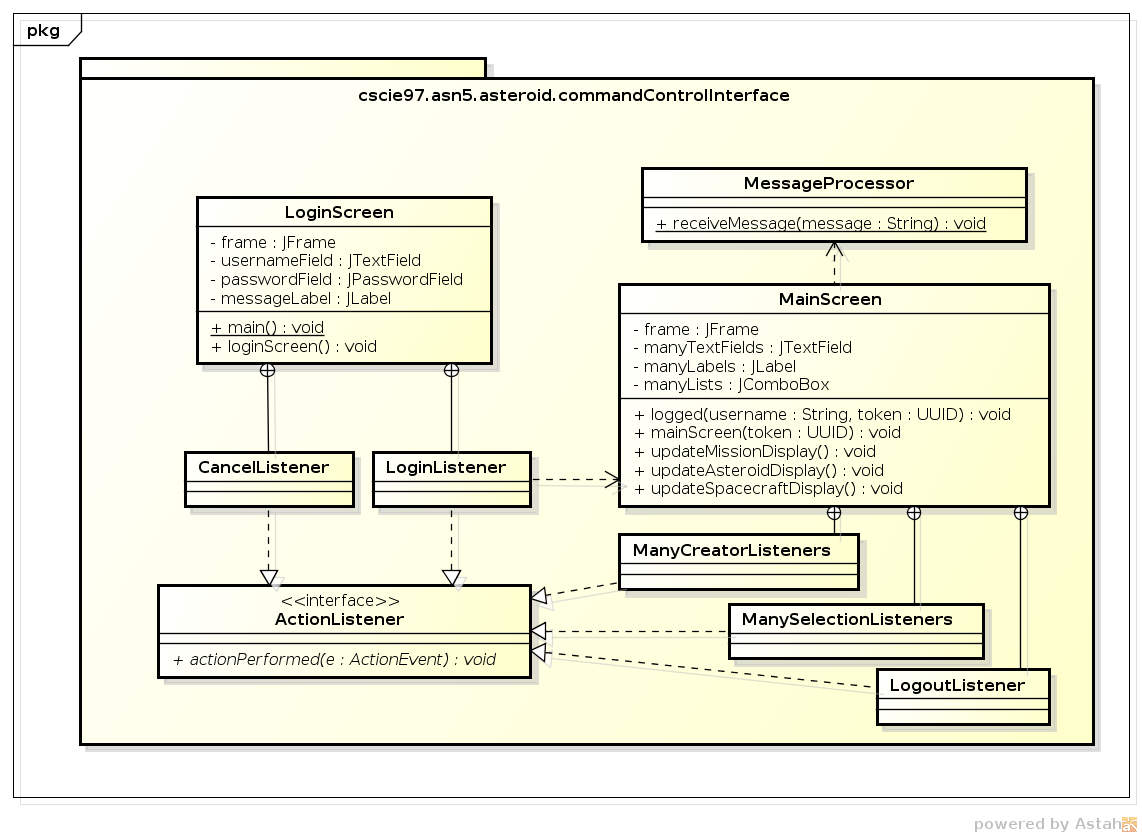 pkg
cscie97.asn5.asteroid.commandControlInterface
MessageProcessor
+ receiveMessage(message : String) : void
LoginScreen
- frame : JFrame
- usernameField : JTextField
- passwordField : JPasswordField
- messageLabel : JLabel
+ main() : void
+ loginScreen() : void
MainScreen
- frame : JFrame
- manyTextFields : JTextField
- manyLabels : JLabel
- manyLists : JComboBox
+ logged(username : String, token : UUID) : void
+ mainScreen(token : UUID) : void
+ updateMissionDisplay() : void
+ updateAsteroidDisplay() : void
+ updateSpacecraftDisplay() : void
CancelListener
LoginListener
ManyCreatorListeners
<<interface>>
ActionListener
+ actionPerformed(e : ActionEvent) : void
ManySelectionListeners
LogoutListener
powered by Astah